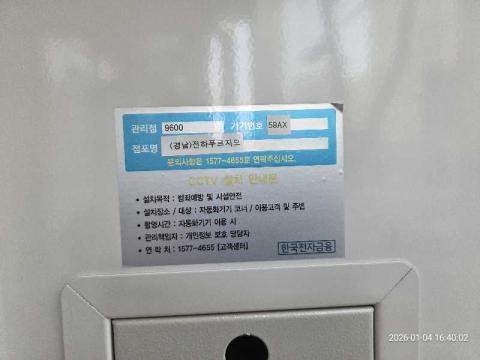 관리점 9600 기기번호 59AX
점포명 (경남)전하푸르지오
문의사항은 1577-4655로 연락주십시오.
CCTV 설치 안내문
• 설치목적 : 범죄예방 및 시설안전
• 설치장소 / 대상 : 자동화기기 코너 / 이용고객 및 주변
• 촬영시간 : 자동화기기 이용 시
• 관리책임자 : 개인정보 보호 담당자
• 연 락 처 : 1577-4655 [고객센터]
한국전자금융
2026-01-04 16:40:02